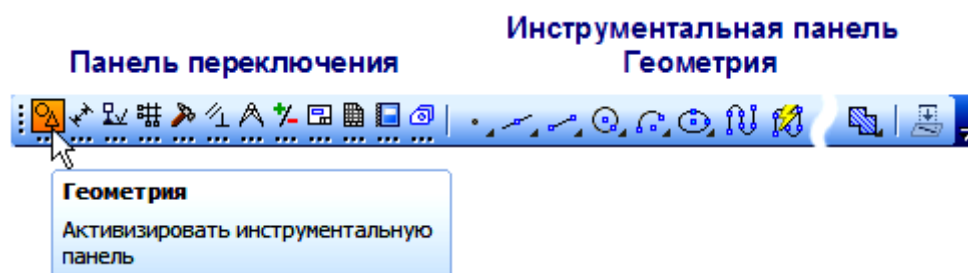 Панель переключения
Инструментальная панель
Геометрия
Геометрия
Активизировать инструментальную
панель